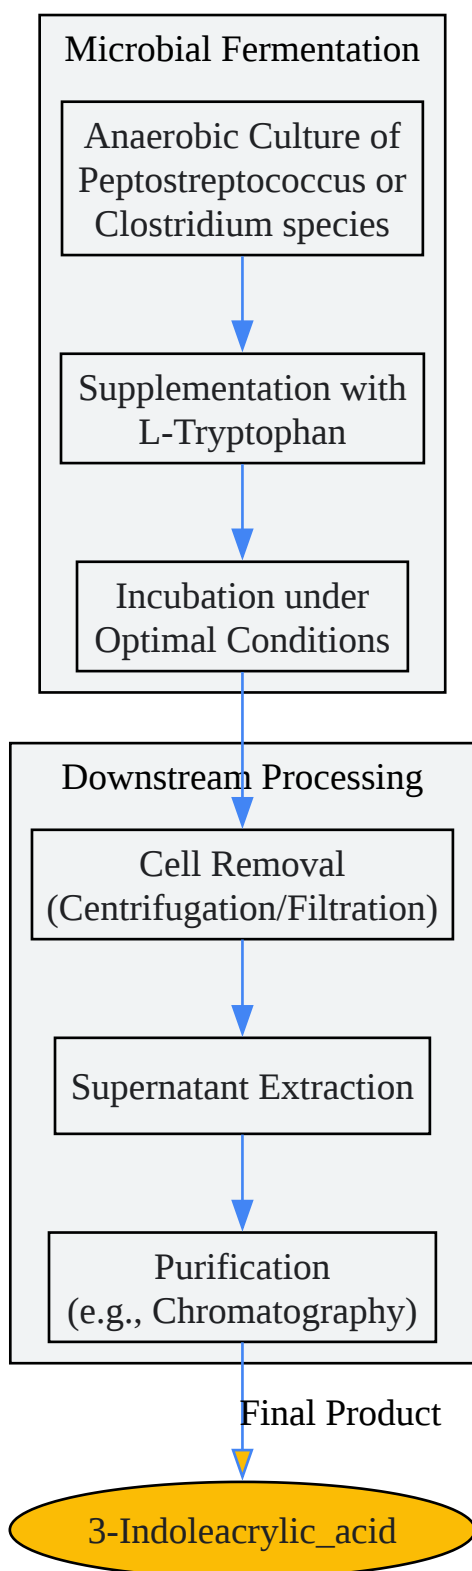 Microbial Fermentation
Anaerobic Culture of
Peptostreptococcus or
Clostridium species
Supplementation with
L-Tryptophan
Incubation under
Optimal Conditions
Downstream Processing
Cell Removal
(Centrifugation/Filtration)
Supernatant Extraction
Purification
(e.g., Chromatography)
Final Product
3-Indoleacrylic_acid